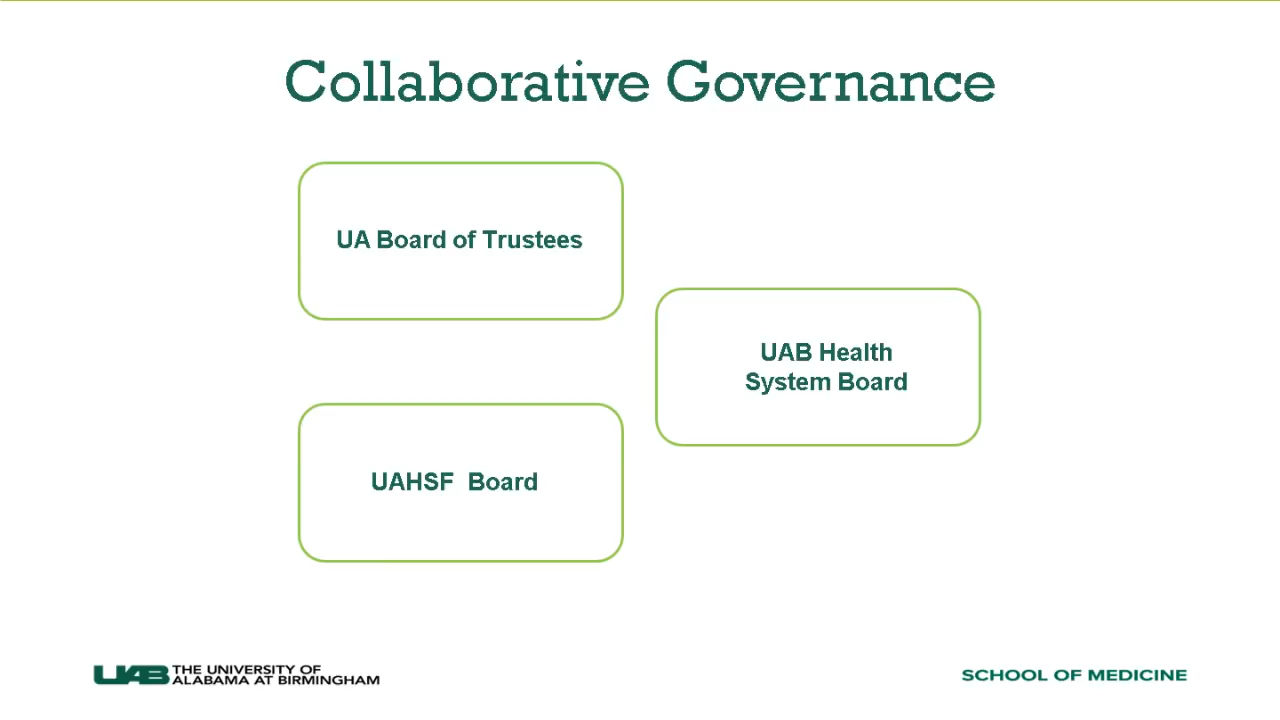 Collaborative Governance
UA Board of Trustees
UAB Health
System Board
UAHSF  Board
UAB THE UNIVERSITY OF
ALABAMA AT BIRMINGHAM
SCHOOL OF MEDICINE